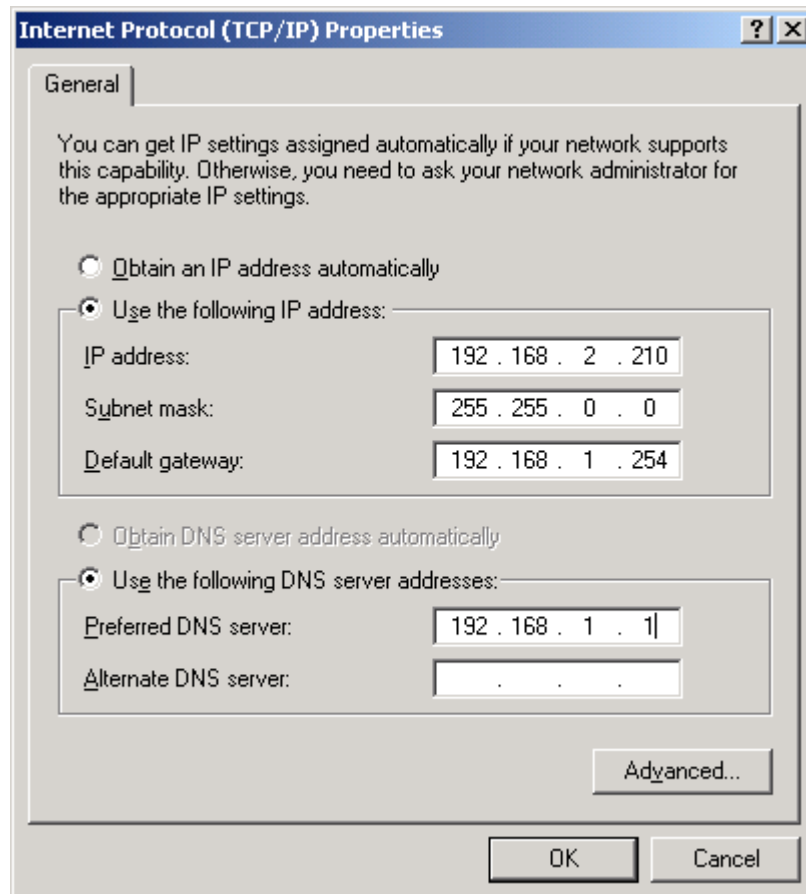 Internet Protocol (TCP/IP) Properties
General
You can get IP settings assigned automatically if your network supports
this capability. Otherwise, you need to ask your network administrator for
the appropriate IP settings.
Obtain an IP address automatically
Use the following IP address:
IP address: 192 . 168 . 2 . 210
Subnet mask: 255 . 255 . 0 . 0
Default gateway: 192 . 168 . 1 . 254
Obtain DNS server address automatically
Use the following DNS server addresses:
Preferred DNS server: 192 . 168 . 1 . 1
Alternate DNS server: . . .
Advanced...
OK Cancel